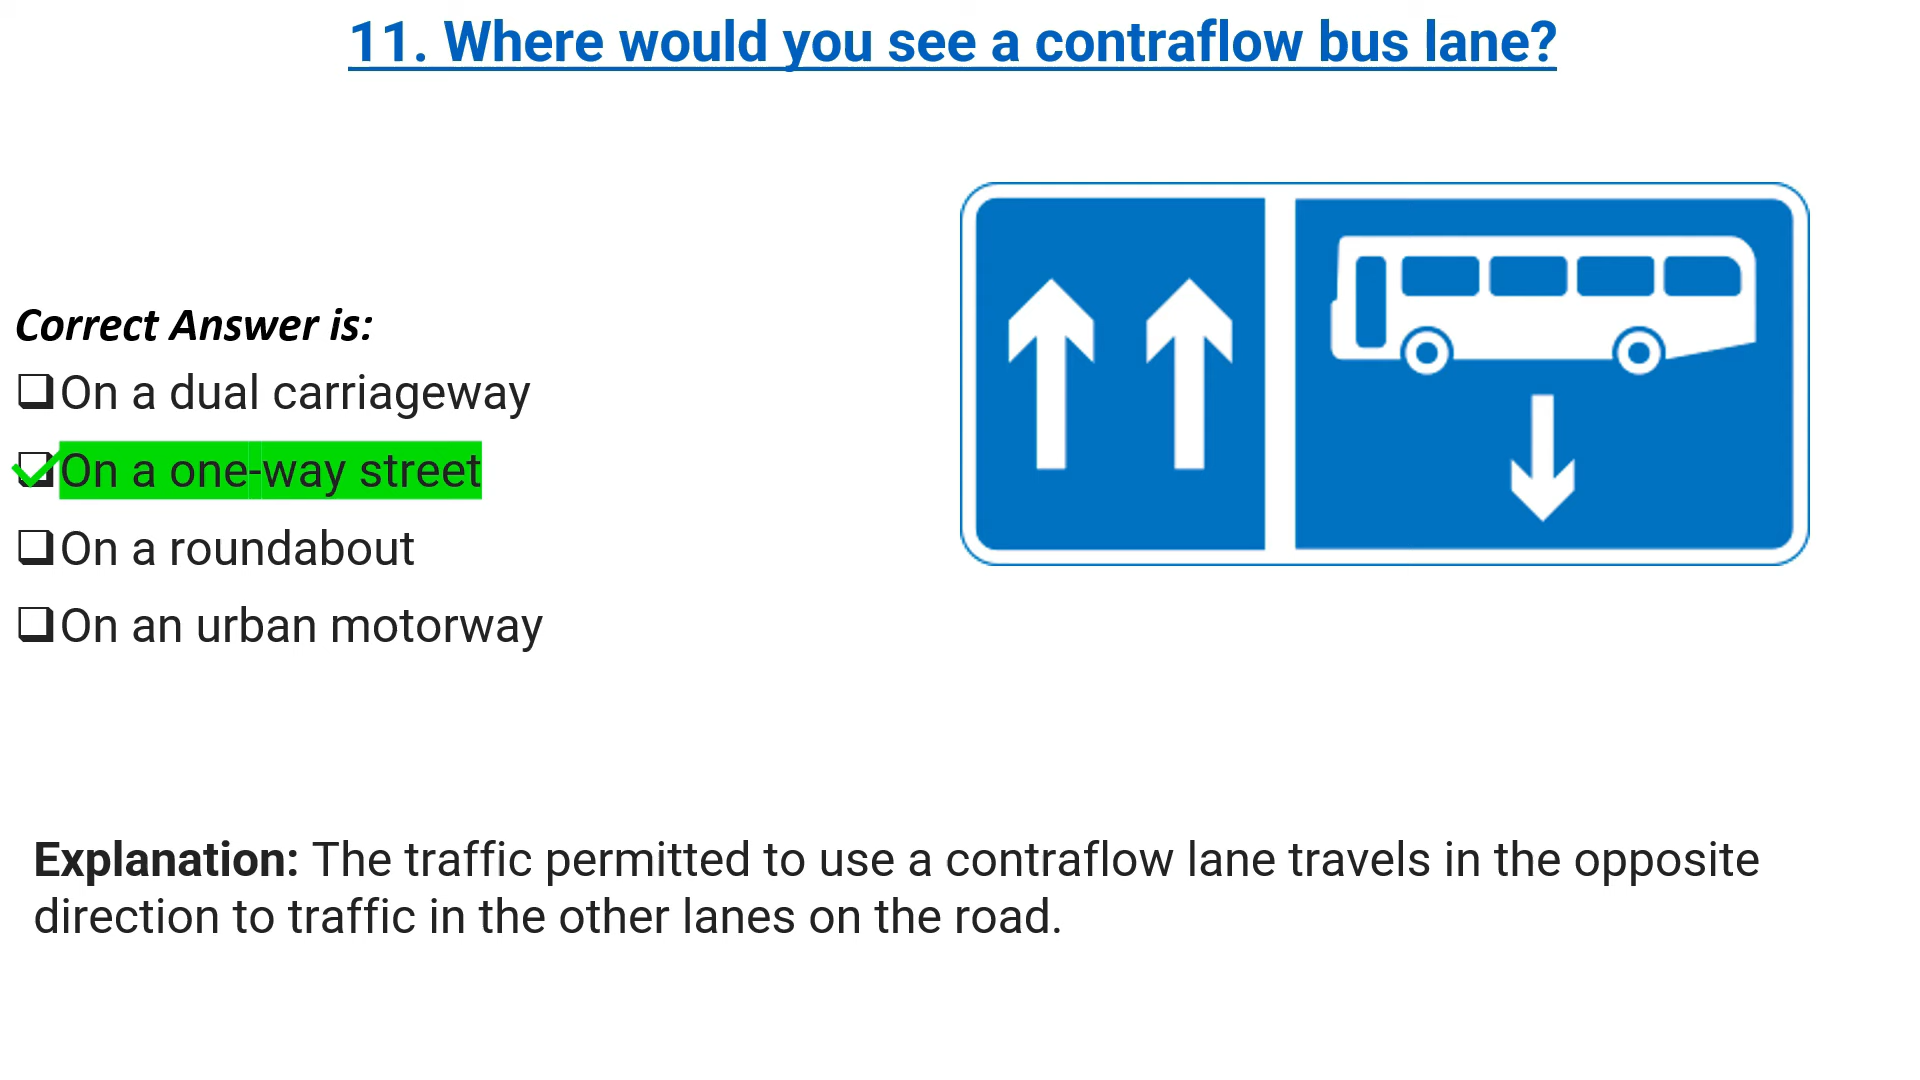 11. Where would you see a contraflow bus lane?
Correct Answer is:
On a dual carriageway
On a one-way street
On a roundabout
On an urban motorway
Explanation: The traffic permitted to use a contraflow lane travels in the opposite
direction to traffic in the other lanes on the road.